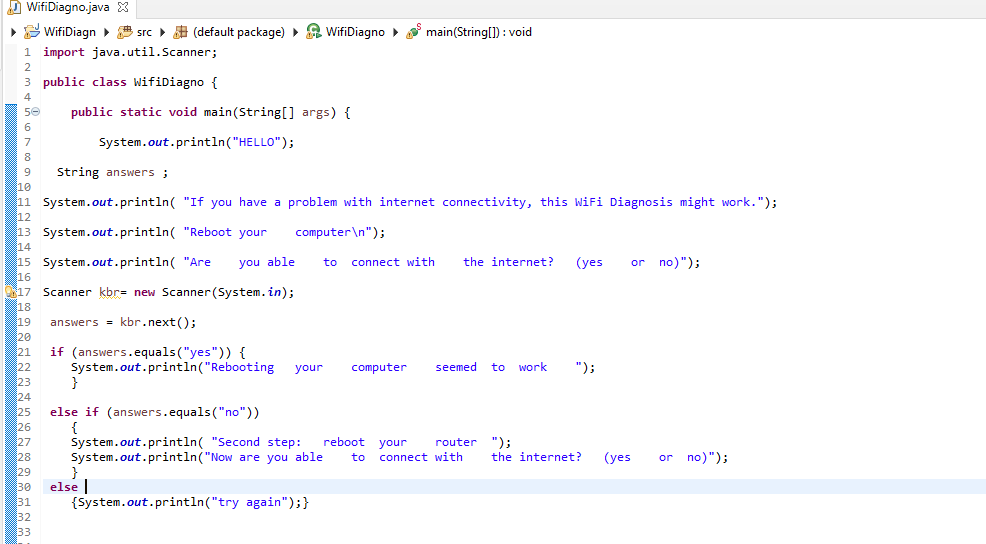 WifiDiagno.java
WifiDiagn src (default package) WifiDiagno main(String[]) : void
1 import java.util.Scanner;
2
3 public class WifiDiagno {
4
5 public static void main(String[] args) {
6
7 System.out.println("HELLO");
8
9 String answers ;
10
11 System.out.println( "If you have a problem with internet connectivity, this WiFi Diagnosis might work.");
12
13 System.out.println( "Reboot your    computer\n");
14
15 System.out.println( "Are    you able    to  connect with    the internet?   (yes    or  no)");
16
17 Scanner kbr= new Scanner(System.in);
18
19 answers = kbr.next();
20
21 if (answers.equals("yes")) {
22 System.out.println("Rebooting   your    computer    seemed  to  work    ");
23 }
24
25 else if (answers.equals("no"))
26 {
27 System.out.println( "Second step:   reboot  your    router  ");
28 System.out.println("Now are you able    to  connect with    the internet?   (yes    or  no)");
29 }
30 else
31 {System.out.println("try again");}
32
33